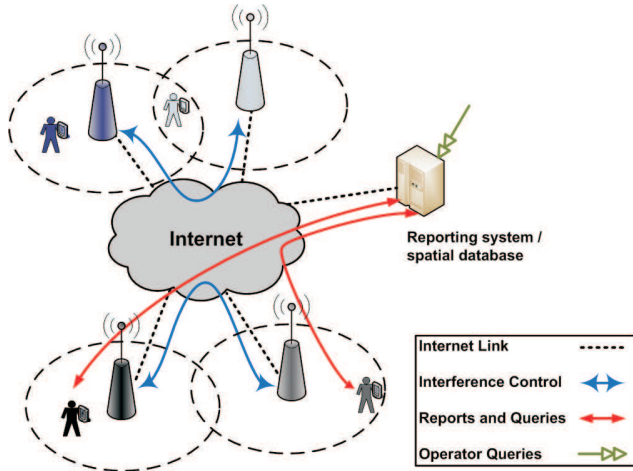 Internet
Reporting system /
spatial database
Internet Link
Interference Control
Reports and Queries
Operator Queries